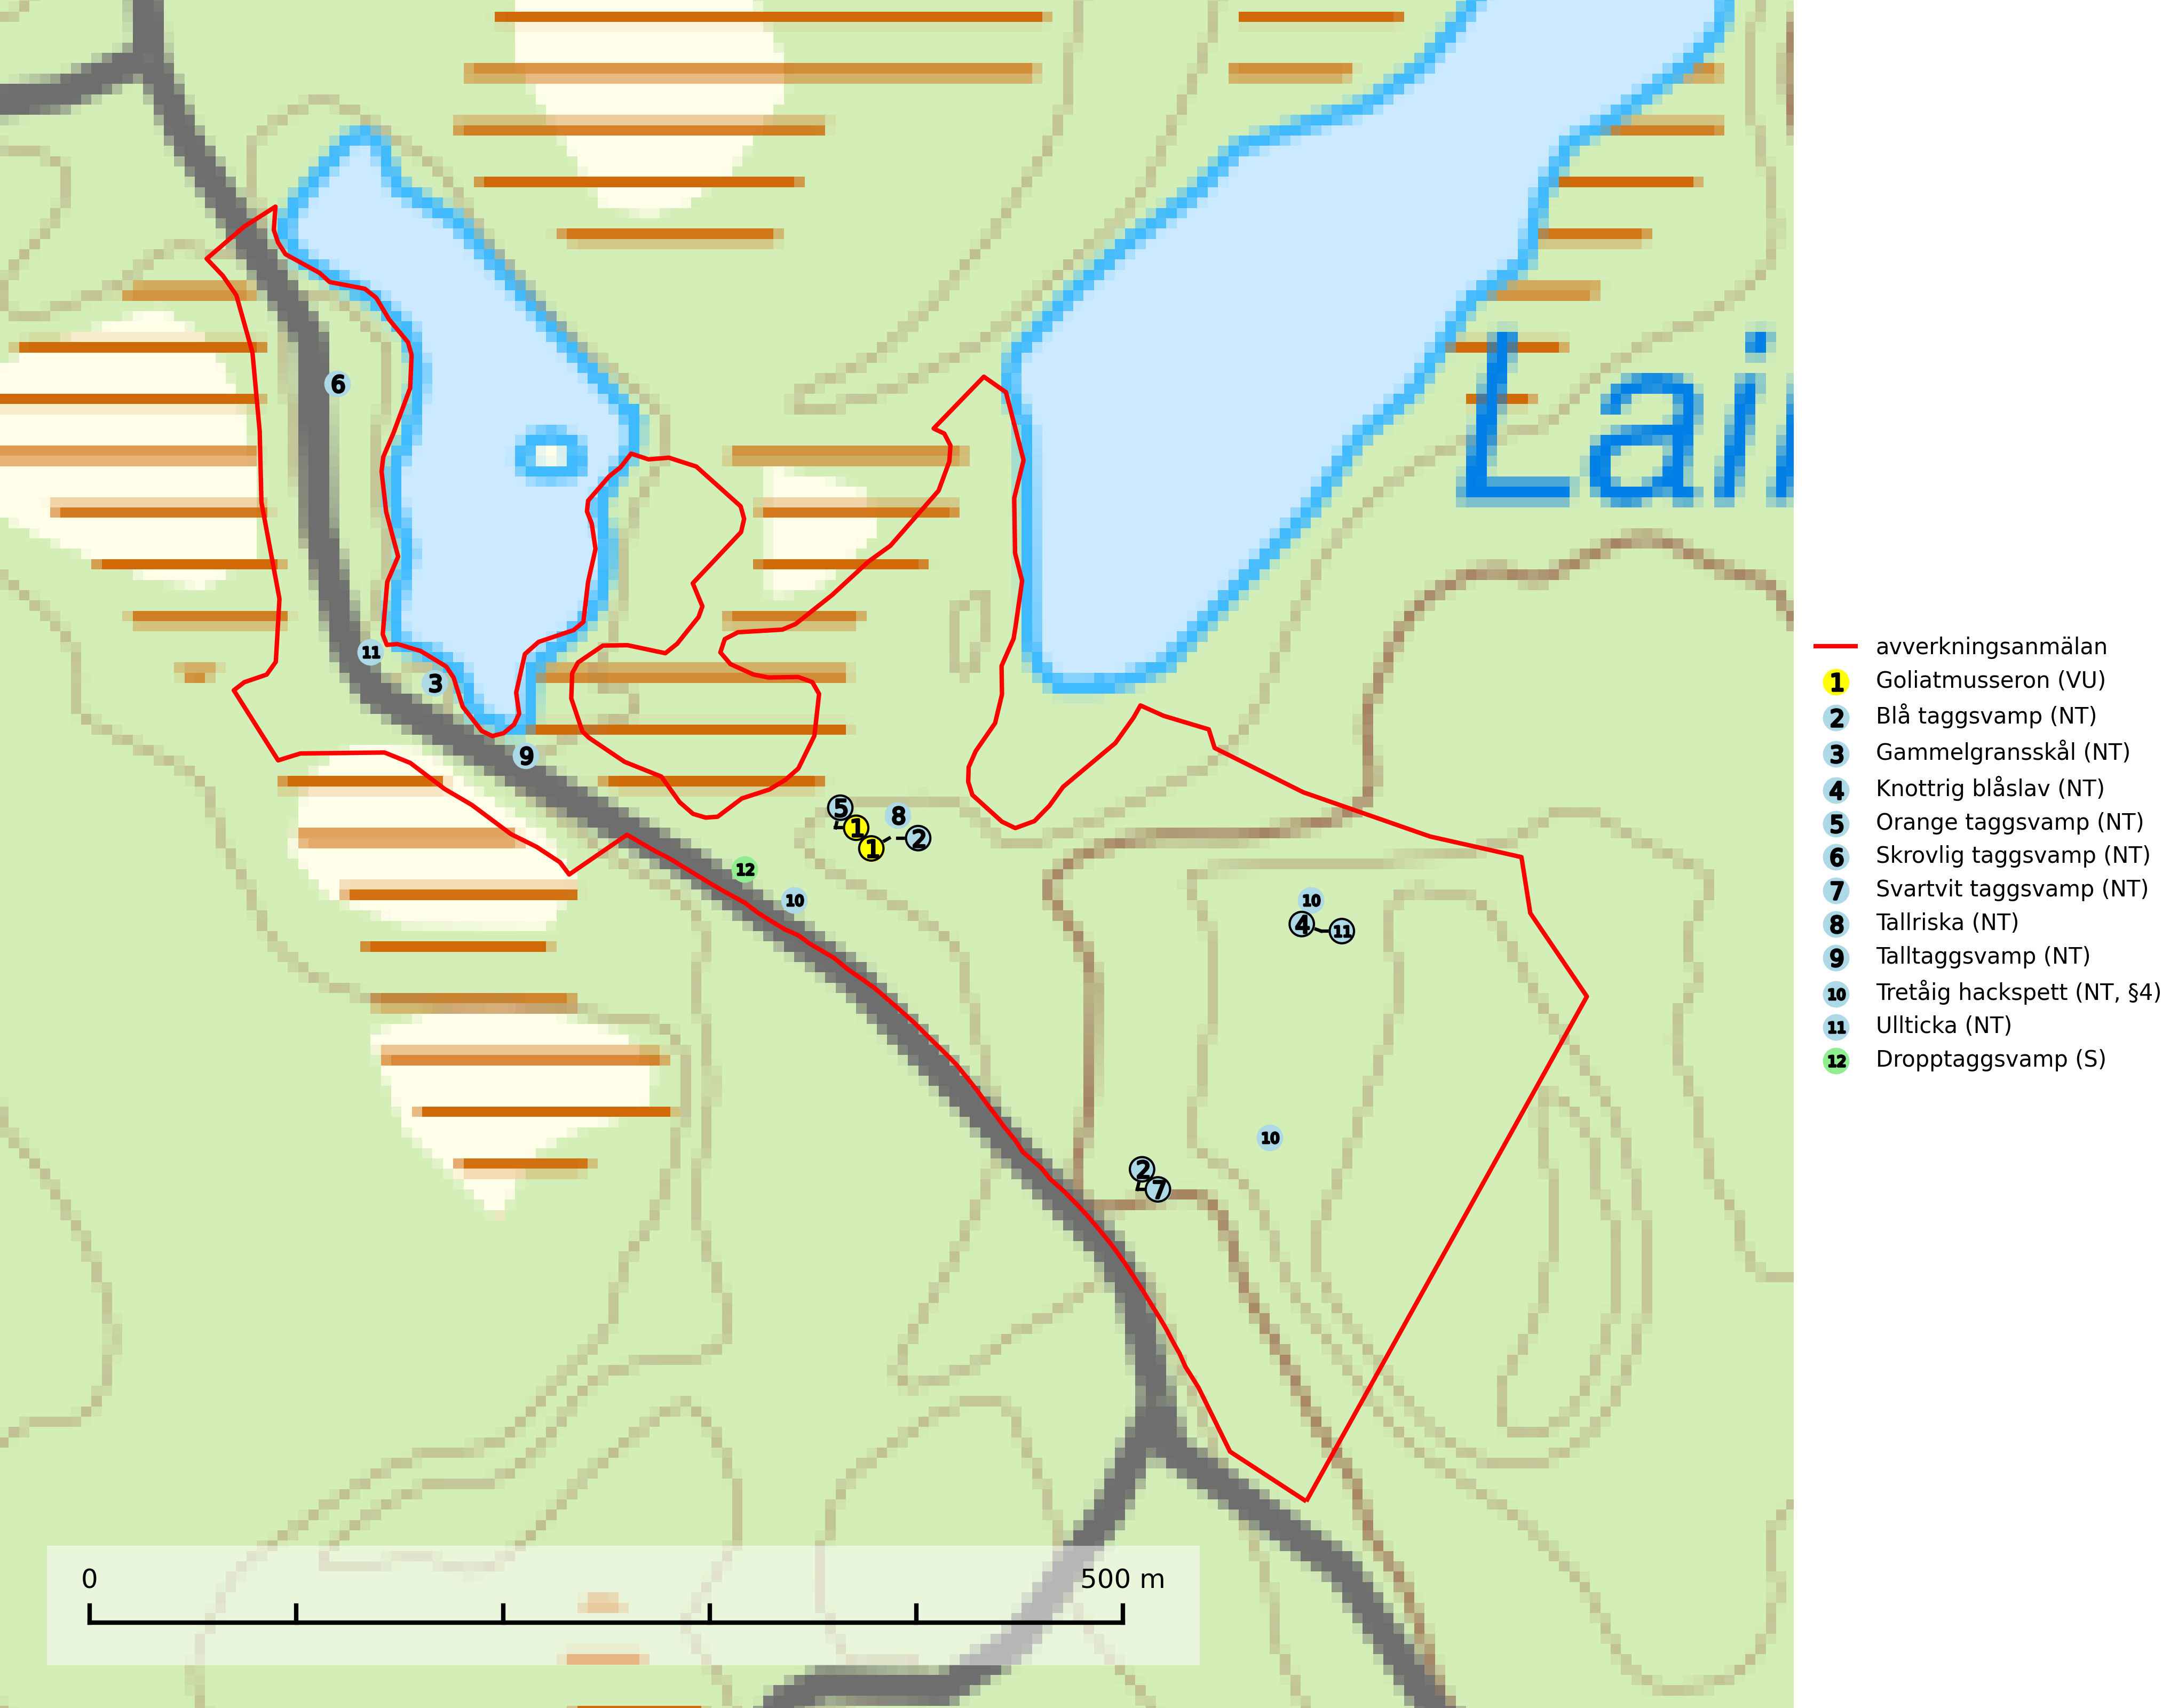 Lai
6
11
3
9
5
1
8
1
2
12
10
10
4
11
10
2
7
0
500 m
avverkningsanmälan
1 Goliatmusseron (VU)
2 Blå taggsvamp (NT)
3 Gammelgransskål (NT)
4 Knottrig blåslav (NT)
5 Orange taggsvamp (NT)
6 Skrovlig taggsvamp (NT)
7 Svartvit taggsvamp (NT)
8 Tallriska (NT)
9 Talltaggsvamp (NT)
10 Tretåig hackspett (NT, §4)
11 Ullticka (NT)
12 Dropptaggsvamp (S)